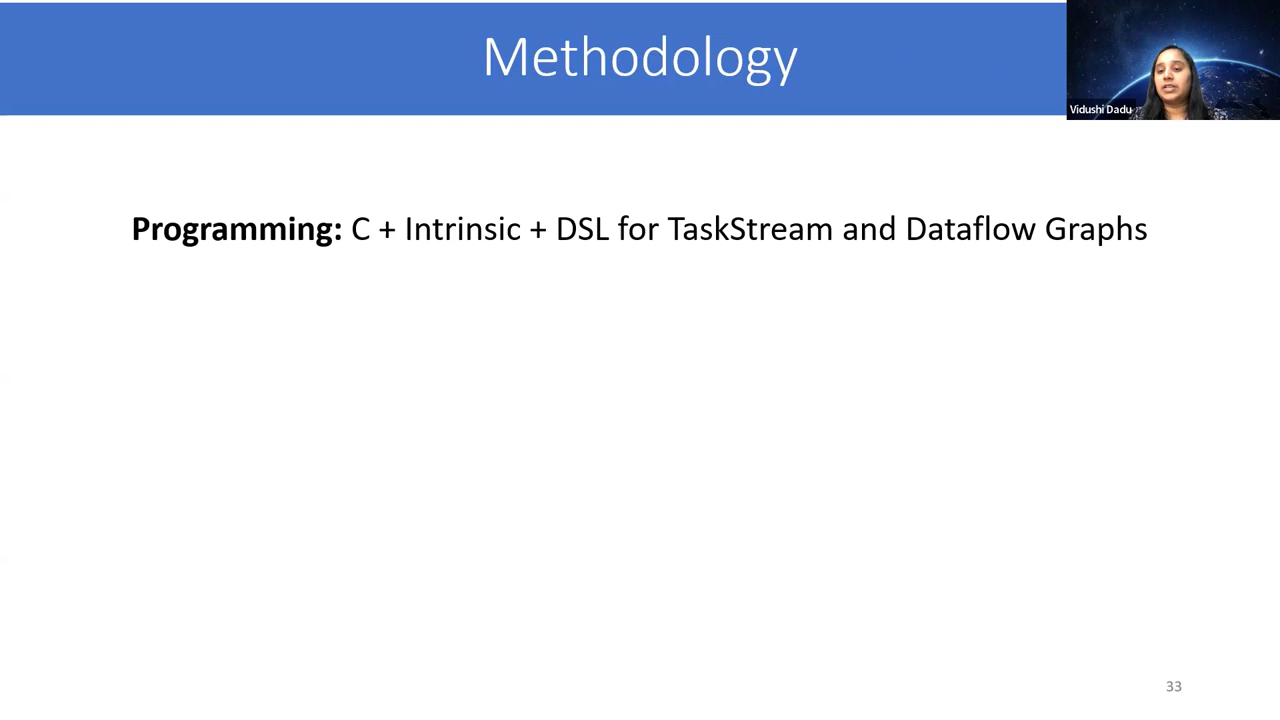 Methodology
Vidushi Dadu
Programming: C + Intrinsic + DSL for TaskStream and Dataflow Graphs
33